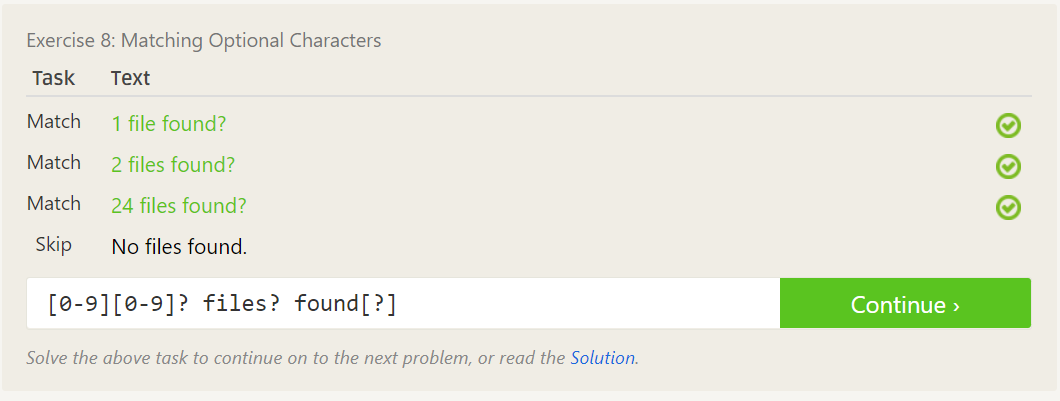 Exercise 8: Matching Optional Characters
Task Text
Match 1 file found?
Match 2 files found?
Match 24 files found?
Skip No files found.
[0-9][0-9]? files? found[?] Continue ›
Solve the above task to continue on to the next problem, or read the Solution.